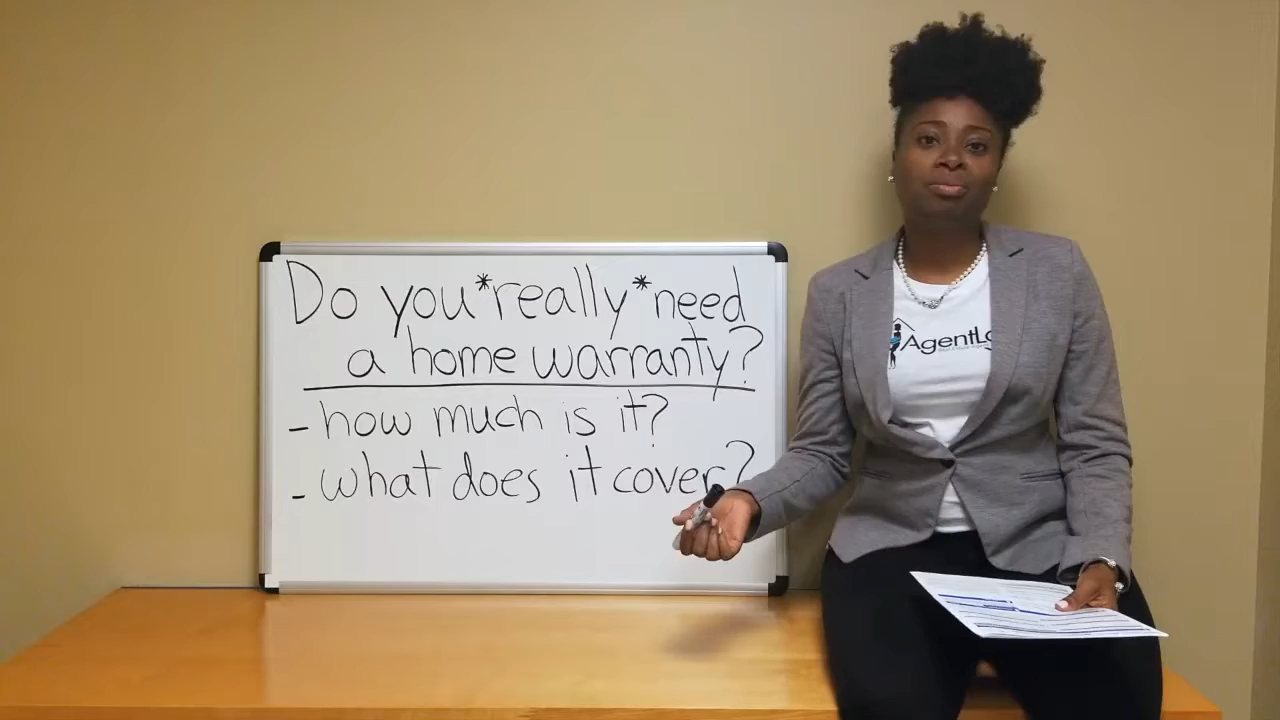 Do you *really* need
a home warranty?
- how much is it?
- what does it cover?
AgentLo